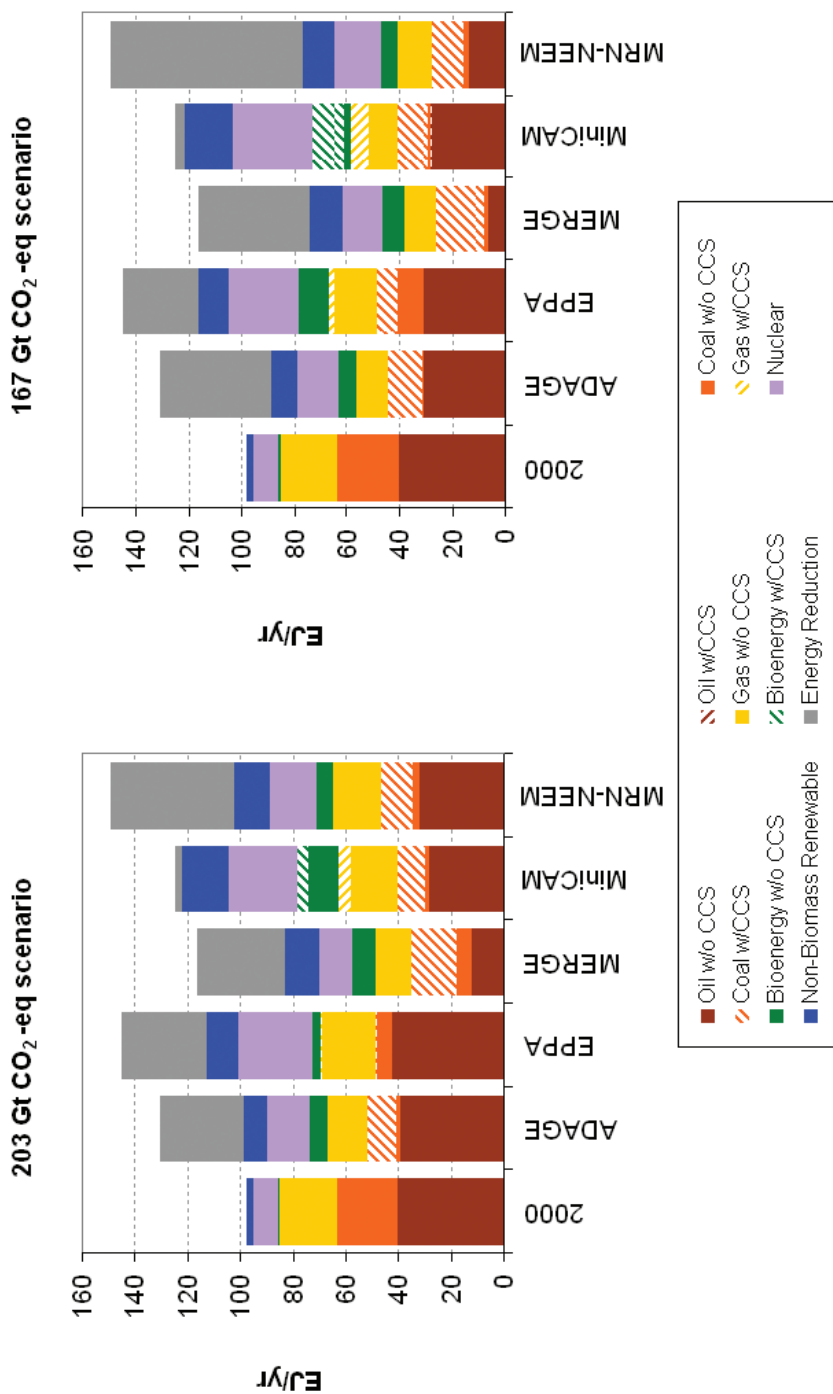 203 Gt CO2 -eq scenario
EJ/yr
160
140
120
100
80
60
40
20
0
2000
ADAGE
EPPA
MERGE
MiniCAM
MRN-NEEM
167 Gt CO2 -eq scenario
EJ/yr
160
140
120
100
80
60
40
20
0
2000
ADAGE
EPPA
MERGE
MiniCAM
MRN-NEEM
Oil w/o CCS
Oil w/CCS
Coal w/o CCS
Coal w/CCS
Gas w/o CCS
Gas w/CCS
Bioenergy w/o CCS
Bioenergy w/CCS
Nuclear
Non-Biomass Renewable
Energy Reduction